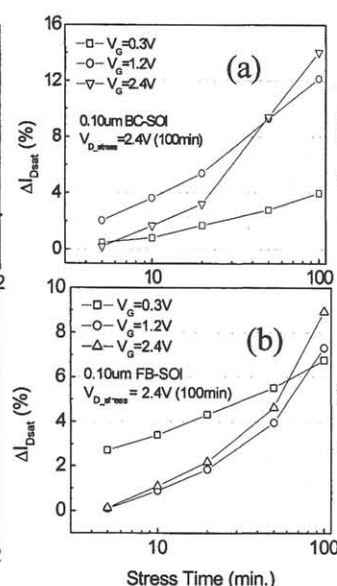 16
V_G=0.3V
V_G=1.2V
V_G=2.4V
(a)
12
0.10um BC-SOI
V_D_stress=2.4V (100min)
8
4
0
ΔI_Dsat (%)
10
100
10
V_G=0.3V
V_G=1.2V
V_G=2.4V
(b)
8
0.10um FB-SOI
V_D_stress = 2.4V (100min)
6
4
2
0
ΔI_Dsat (%)
10
100
Stress Time (min.)